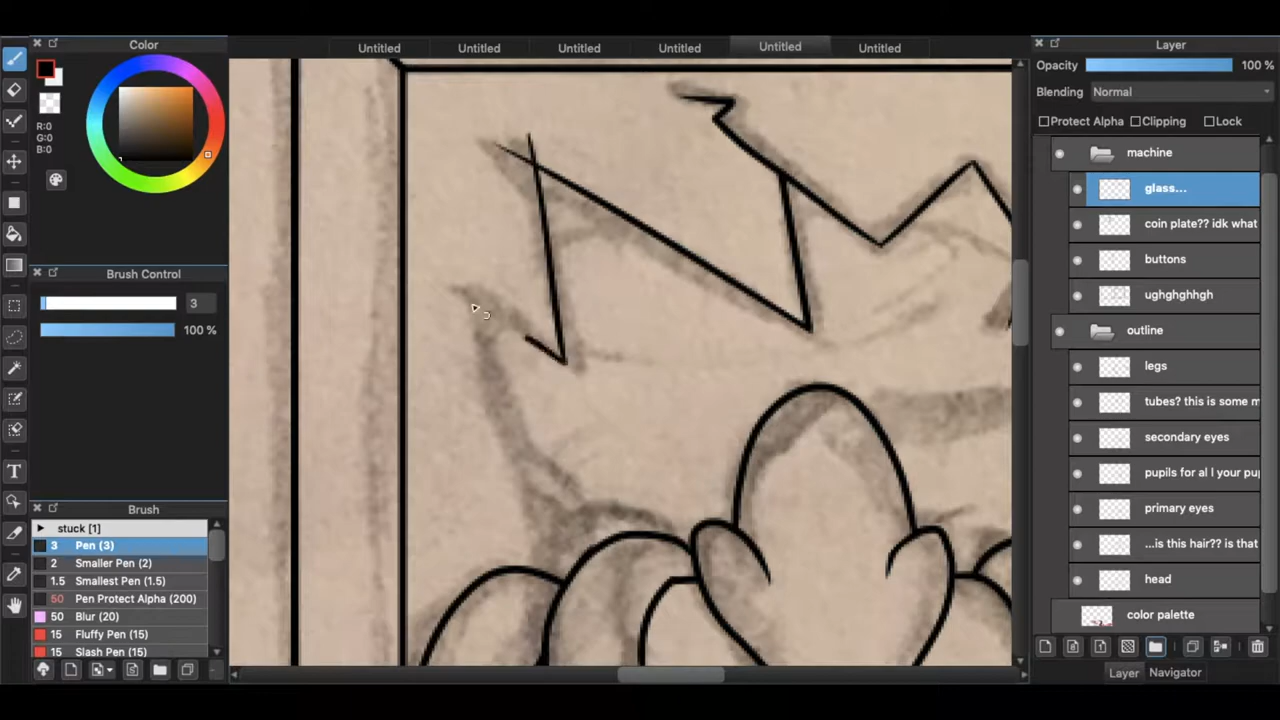 Color
Untitled
Untitled
Untitled
Untitled
Untitled
Untitled
Layer
Opacity
100 %
Blending
Normal
Protect Alpha
Clipping
Lock
R:0
G:0
B:0
machine
glass...
coin plate?? idk what
buttons
ughghghhgh
Brush Control
3
100 %
outline
legs
tubes? this is some m
secondary eyes
pupils for al l your pu
primary eyes
...is this hair?? is that
head
color palette
T
Brush
stuck [1]
3 Pen (3)
2 Smaller Pen (2)
1.5 Smallest Pen (1.5)
50 Pen Protect Alpha (200)
50 Blur (20)
15 Fluffy Pen (15)
15 Slash Pen (15)
Layer
Navigator